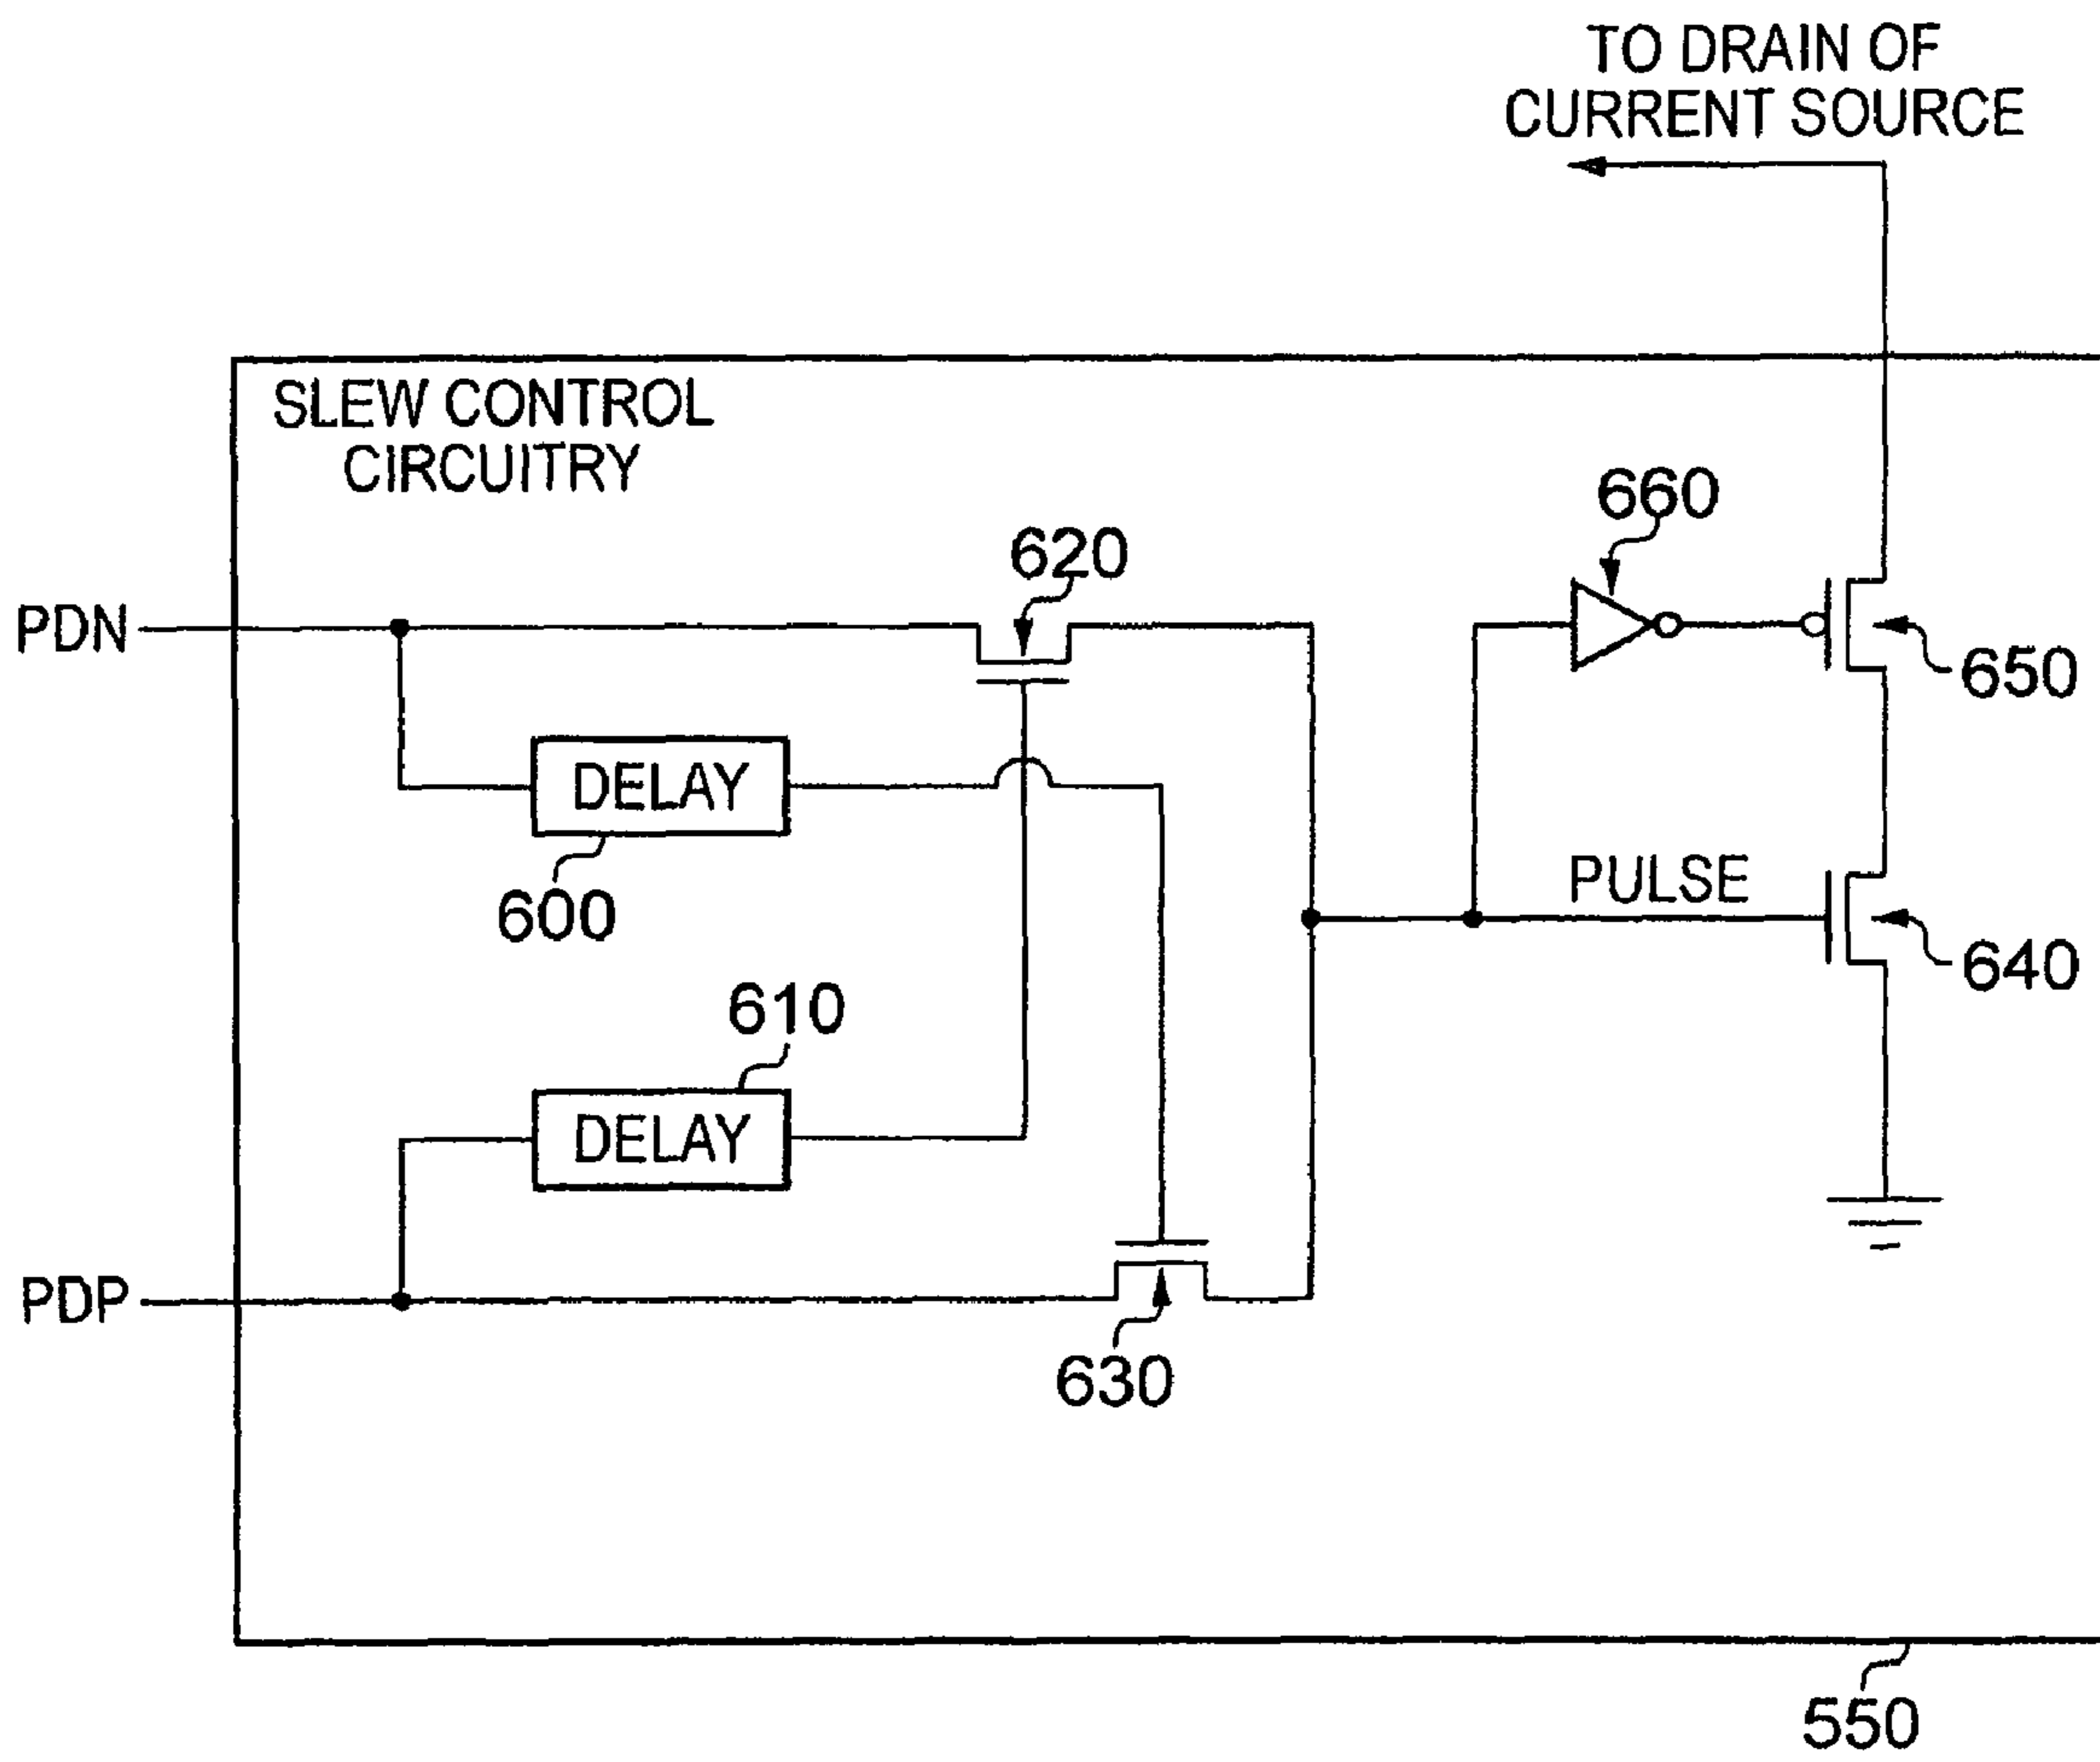 TO DRAIN OF
CURRENT SOURCE
SLEW CONTROL
CIRCUITRY
660
620
PDN
650
DELAY
600
PULSE
640
610
DELAY
PDP
630
550